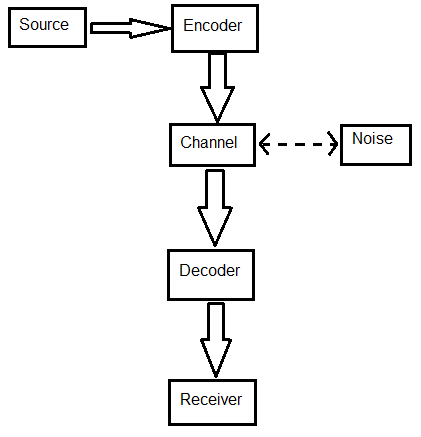 Source
Encoder
Channel
Noise
Decoder
Receiver